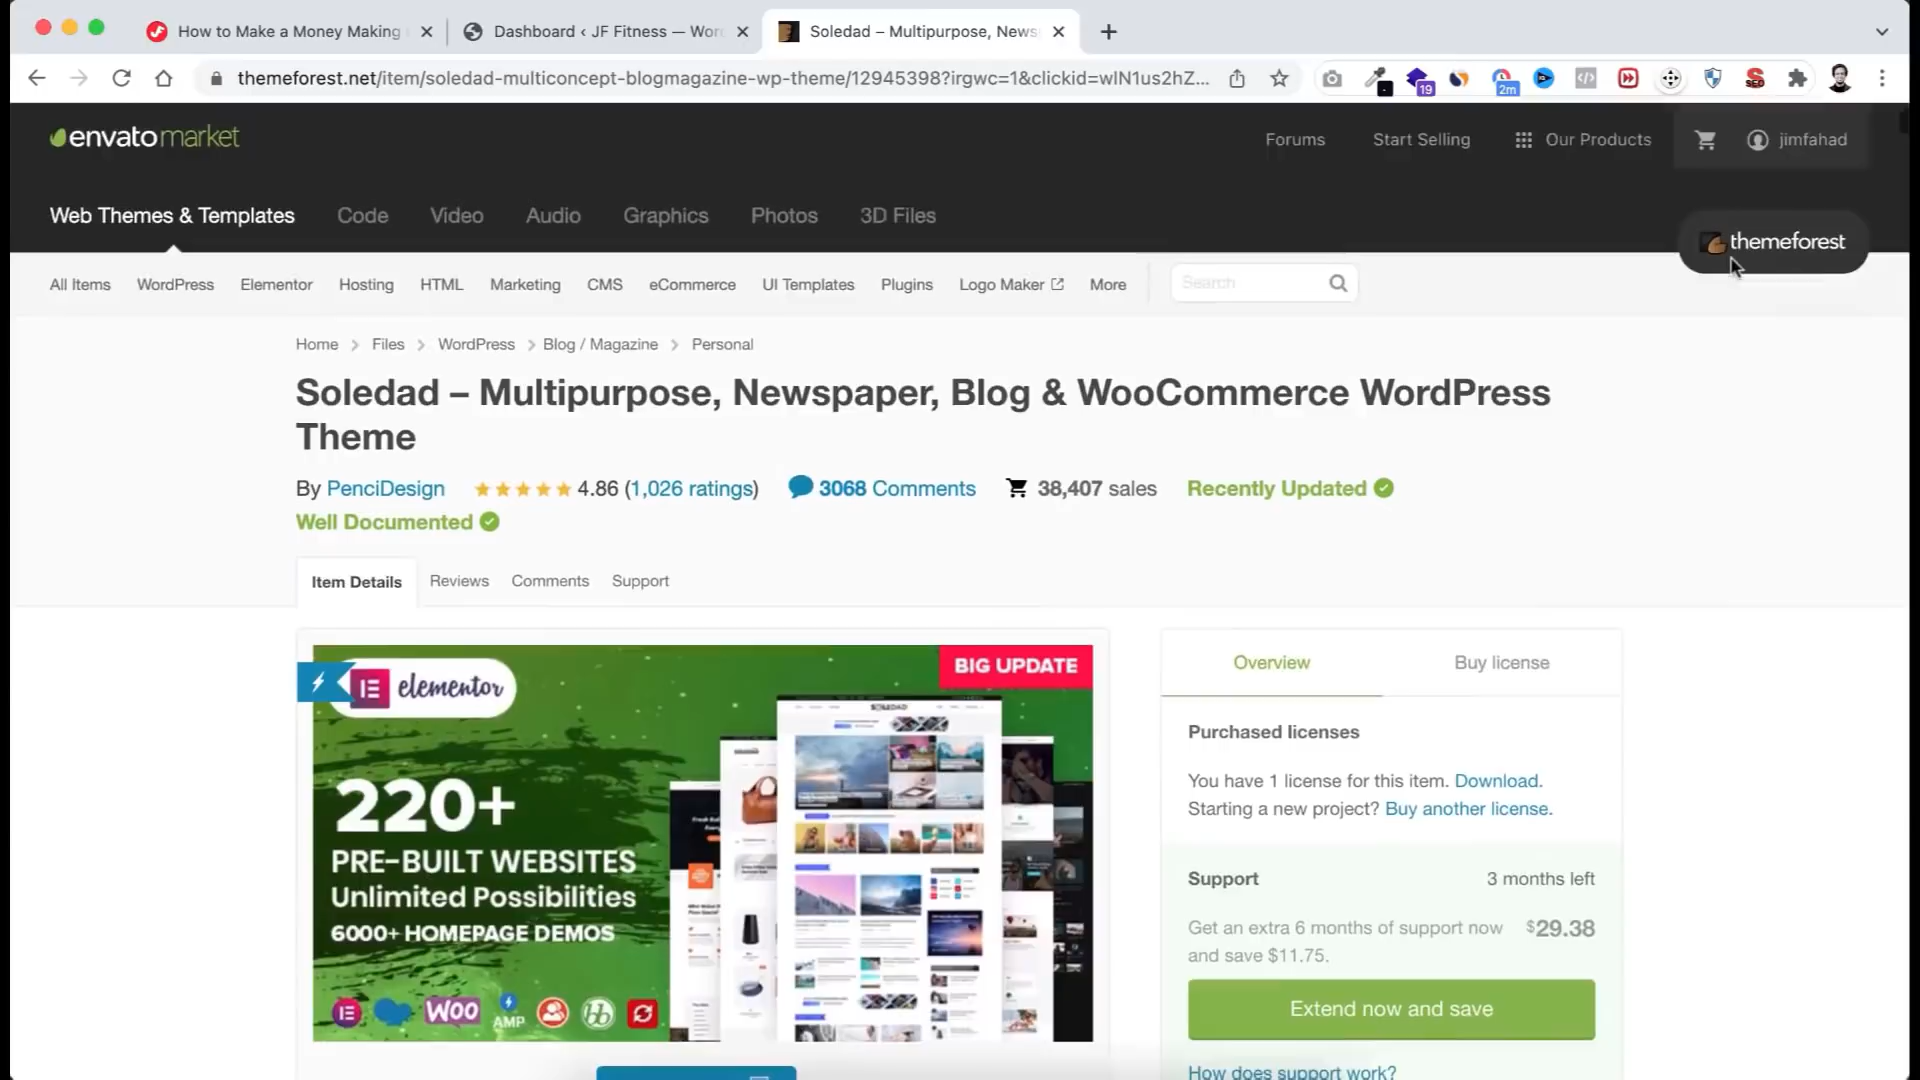 How to Make a Money Making
Dashboard ‹ JF Fitness — Wor
Soledad – Multipurpose, News
themeforest.net/item/soledad-multiconcept-blogmagazine-wp-theme/12945398?irgwc=1&clickid=wIN1us2hZ...
19
2m
SEO
envato market
Forums
Start Selling
Our Products
jimfahad
Web Themes & Templates
Code
Video
Audio
Graphics
Photos
3D Files
themeforest
All Items
WordPress
Elementor
Hosting
HTML
Marketing
CMS
eCommerce
UI Templates
Plugins
Logo Maker
More
Search
Home
Files
WordPress
Blog / Magazine
Personal
Soledad – Multipurpose, Newspaper, Blog & WooCommerce WordPress
Theme
By PenciDesign
4.86 (1,026 ratings)
3068 Comments
38,407 sales
Recently Updated
Well Documented
Item Details
Reviews
Comments
Support
elementor
BIG UPDATE
220+
PRE-BUILT WEBSITES
Unlimited Possibilities
6000+ HOMEPAGE DEMOS
WOO
AMP
SOLEDAD
Overview
Buy license
Purchased licenses
You have 1 license for this item. Download.
Starting a new project? Buy another license.
Support
3 months left
Get an extra 6 months of support now
and save $11.75.
$29.38
Extend now and save
How does support work?